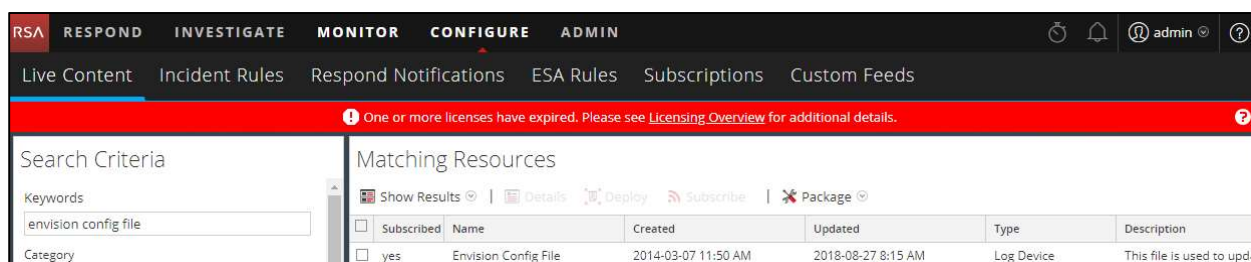 RSA RESPOND INVESTIGATE MONITOR CONFIGURE ADMIN admin ?
Live Content Incident Rules Respond Notifications ESA Rules Subscriptions Custom Feeds
! One or more licenses have expired. Please see Licensing Overview for additional details. ?
Search Criteria
Keywords
envision config file
Category
Matching Resources
Show Results | Details Deploy Subscribe | Package
Subscribed Name Created Updated Type Description
yes Envision Config File 2014-03-07 11:50 AM 2018-08-27 8:15 AM Log Device This file is used to upd